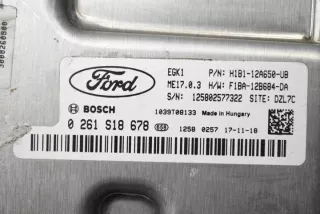 3000260800
Ford
EGK1 P/N: H1B1-12A650-UB
ME17.0.3 H/W: F1BA-12B684-DA
S/N: 125802577322 SITE: DZL7C
BOSCH
1039T08133 Made in Hungary
0 261 S18 678
1258 0257 17-11-18